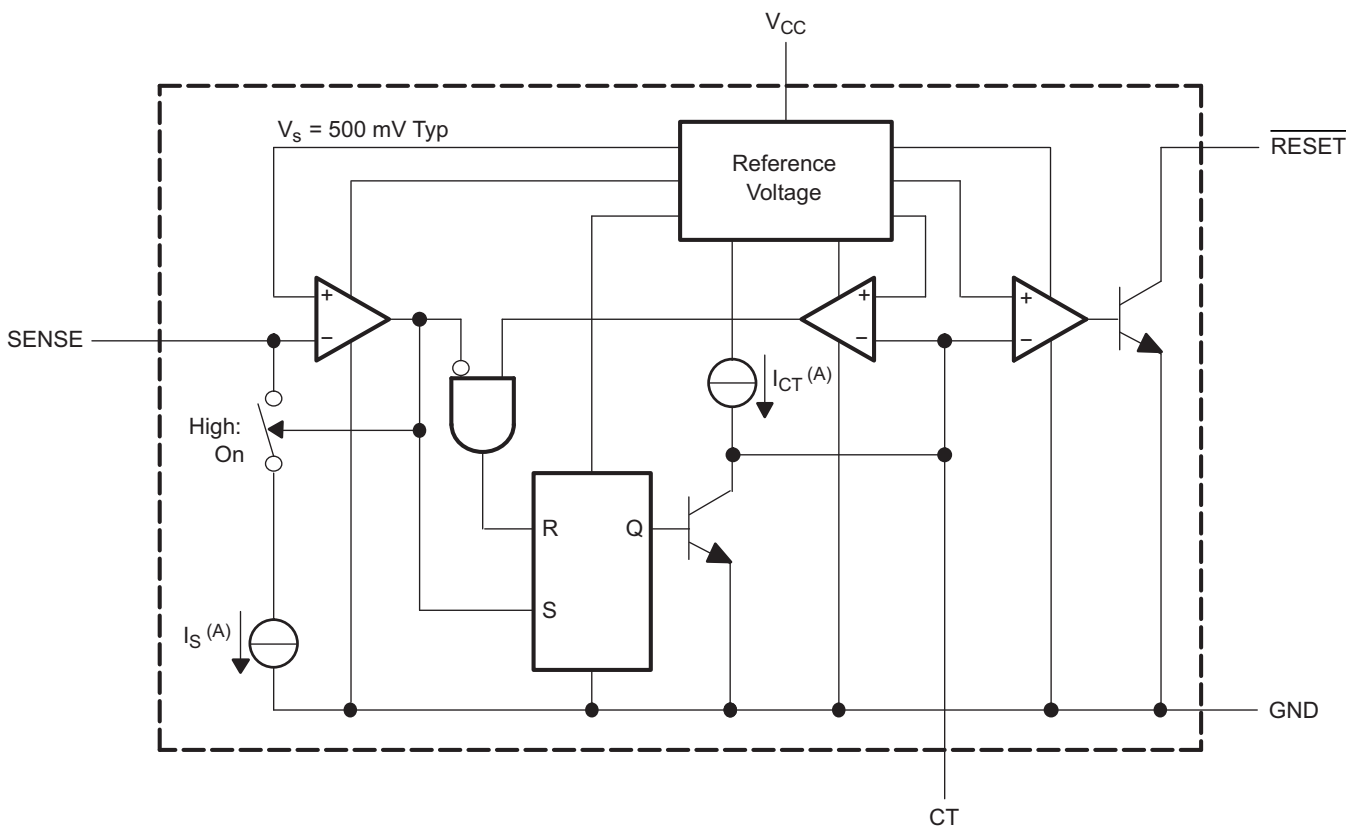 V_CC
V_s = 500 mV Typ
Reference
Voltage
RESET
+
−
+
−
+
−
SENSE
I_CT (A)
High:
On
R
Q
S
I_S (A)
GND
CT